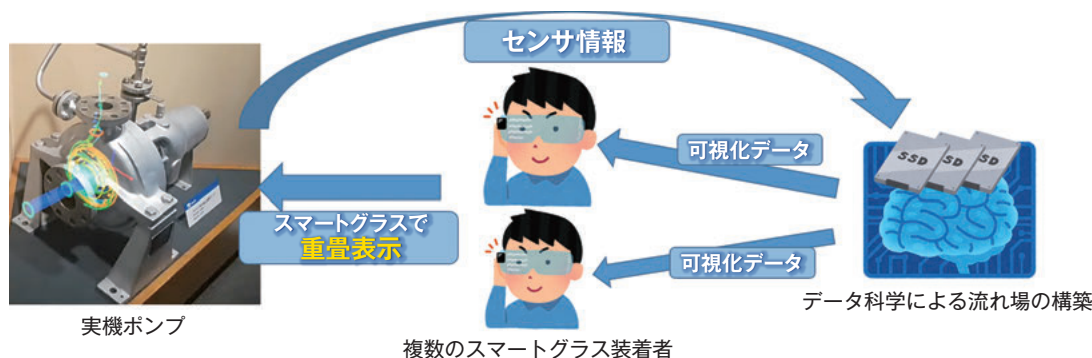 センサ情報
可視化データ
SSD
SD
SD
スマートグラスで
重畳表示
可視化データ
データ科学による流れ場の構築
実機ポンプ
複数のスマートグラス装着者